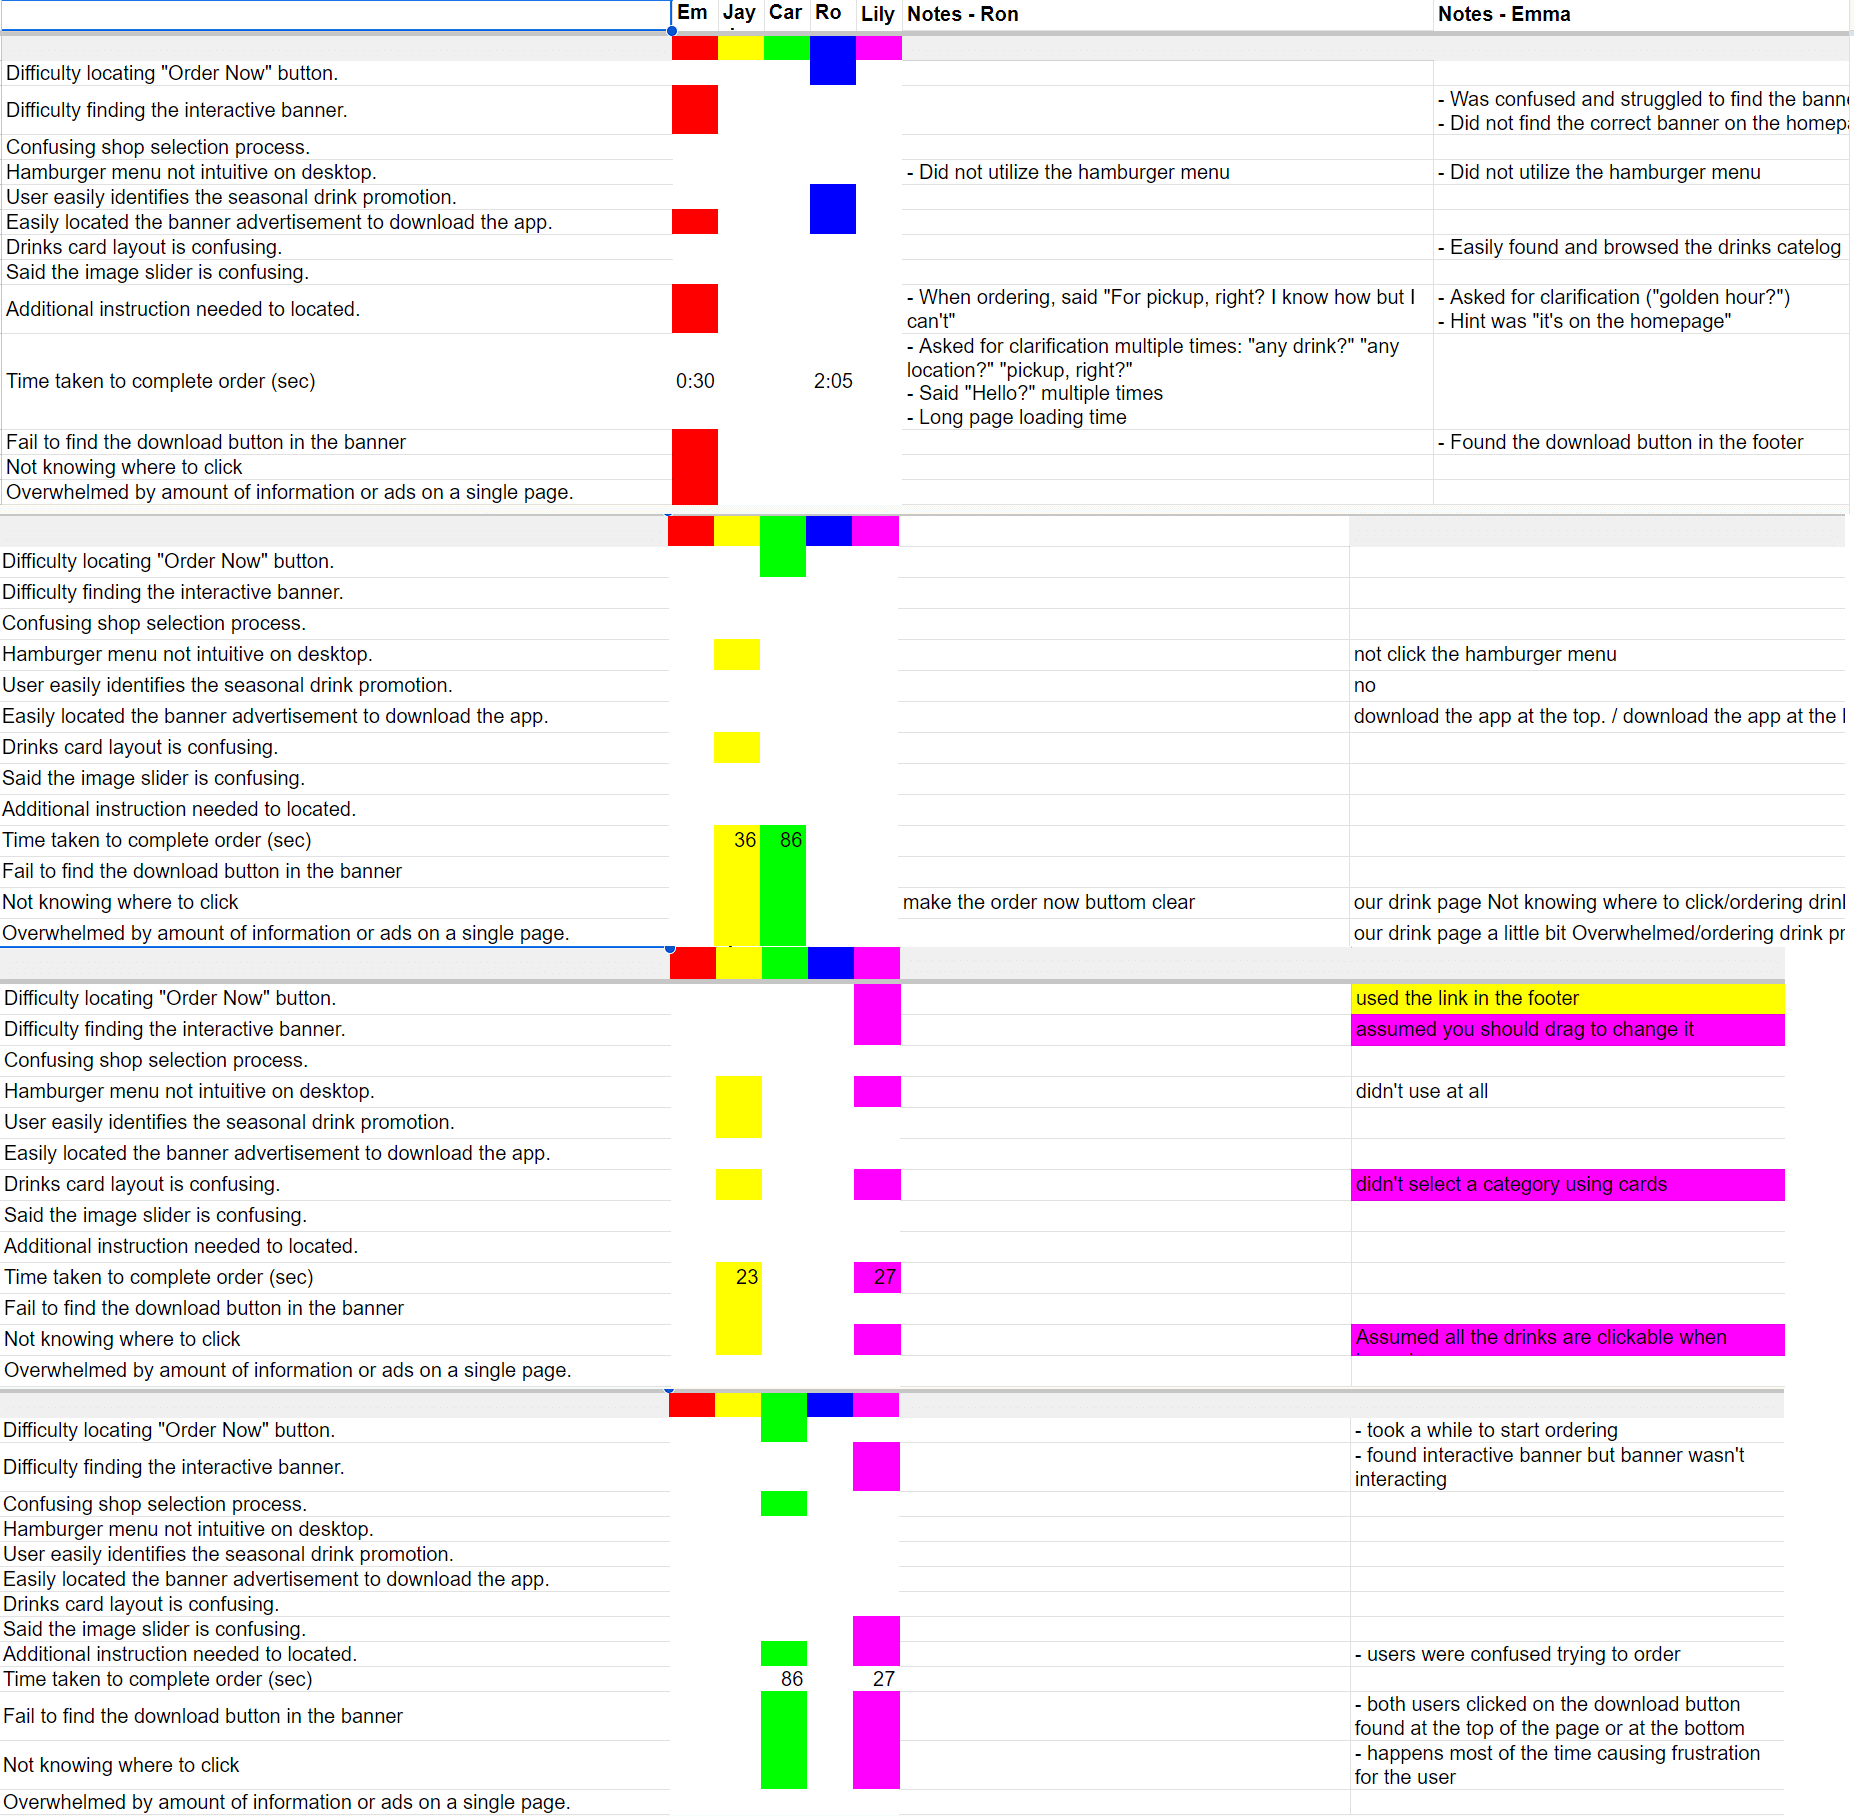 Em Jay Car Ro Lily Notes - Ron Notes - Emma
Difficulty locating "Order Now" button.
Difficulty finding the interactive banner.
- Was confused and struggled to find the
- Did not find the correct banner on the
Confusing shop selection process.
Hamburger menu not intuitive on desktop. - Did not utilize the hamburger menu - Did not utilize the hamburger menu
User easily identifies the seasonal drink promotion.
Easily located the banner advertisement to download the app.
Drinks card layout is confusing. - Easily found and browsed the drinks catelog
Said the image slider is confusing.
Additional instruction needed to located.
- When ordering, said "For pickup, right? I know how but I
can't"
- Asked for clarification ("golden hour?")
- Hint was "it's on the homepage"
Time taken to complete order (sec) 0:30 2:05
- Asked for clarification multiple times: "any drink?" "any
location?" "pickup, right?"
- Said "Hello?" multiple times
- Long page loading time
Fail to find the download button in the banner - Found the download button in the footer
Not knowing where to click
Overwhelmed by amount of information or ads on a single page.
Difficulty locating "Order Now" button.
Difficulty finding the interactive banner.
Confusing shop selection process.
Hamburger menu not intuitive on desktop. not click the hamburger menu
User easily identifies the seasonal drink promotion. no
Easily located the banner advertisement to download the app. download the app at the top. / download the app at the
Drinks card layout is confusing.
Said the image slider is confusing.
Additional instruction needed to located.
Time taken to complete order (sec) 36 86
Fail to find the download button in the banner
Not knowing where to click make the order now buttom clear our drink page Not knowing where to click/ordering
Overwhelmed by amount of information or ads on a single page. our drink page a little bit Overwhelmed/ordering drink
Difficulty locating "Order Now" button. used the link in the footer
Difficulty finding the interactive banner. assumed you should drag to change it
Confusing shop selection process.
Hamburger menu not intuitive on desktop. didn't use at all
User easily identifies the seasonal drink promotion.
Easily located the banner advertisement to download the app.
Drinks card layout is confusing. didn't select a category using cards
Said the image slider is confusing.
Additional instruction needed to located.
Time taken to complete order (sec) 23 27
Fail to find the download button in the banner
Not knowing where to click Assumed all the drinks are clickable when
Overwhelmed by amount of information or ads on a single page.
Difficulty locating "Order Now" button. - took a while to start ordering
Difficulty finding the interactive banner.
- found interactive banner but banner wasn't
interacting
Confusing shop selection process.
Hamburger menu not intuitive on desktop.
User easily identifies the seasonal drink promotion.
Easily located the banner advertisement to download the app.
Drinks card layout is confusing.
Said the image slider is confusing.
Additional instruction needed to located. - users were confused trying to order
Time taken to complete order (sec) 86 27
Fail to find the download button in the banner
- both users clicked on the download button
found at the top of the page or at the bottom
Not knowing where to click
- happens most of the time causing frustration
for the user
Overwhelmed by amount of information or ads on a single page.